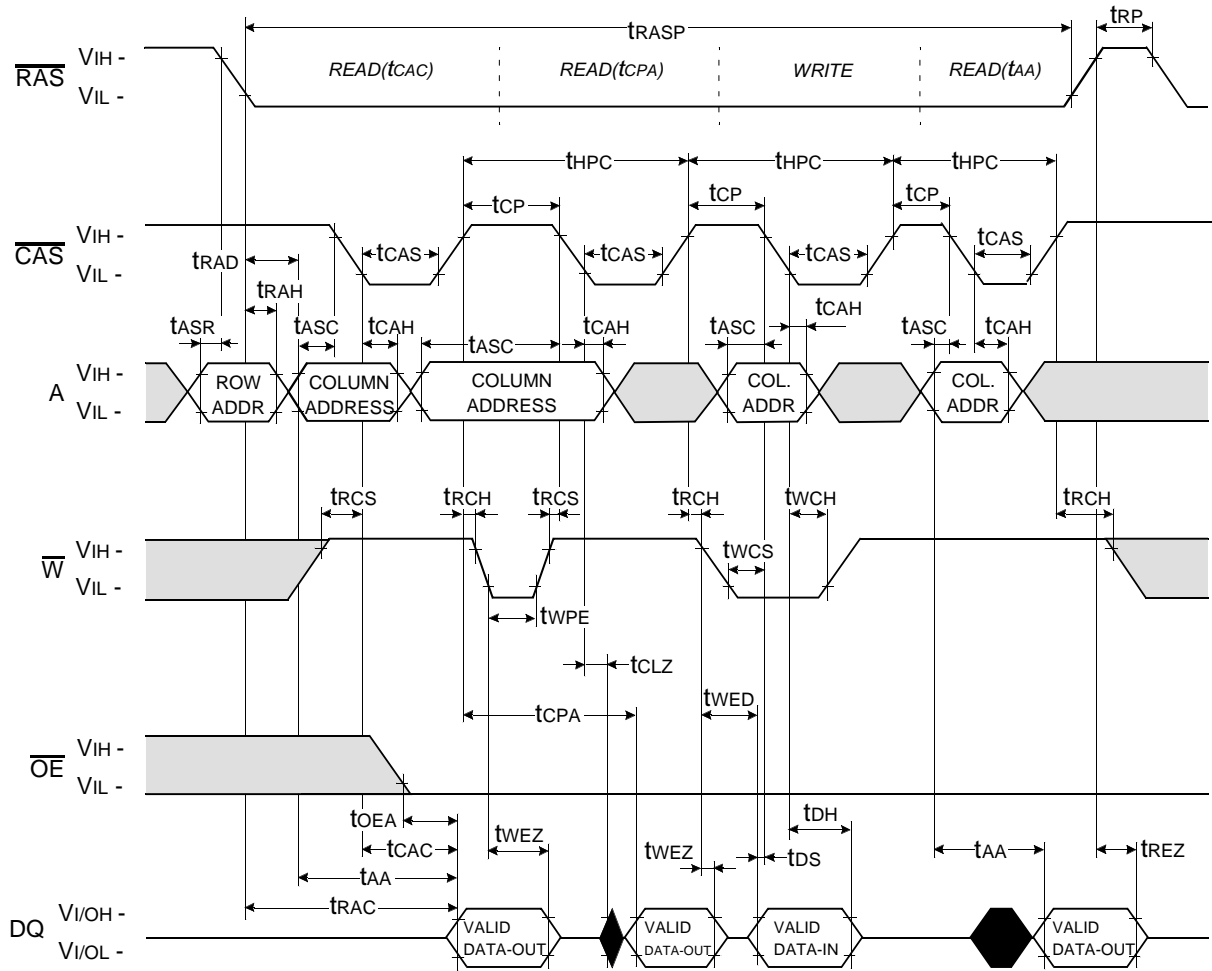 tRASP
tRP
RAS
VIH -
VIL -
READ(tCAC)
READ(tCPA)
WRITE
READ(tAA)
tHPC
tHPC
tHPC
tCP
tCP
tCP
CAS
VIH -
VIL -
tCAS
tCAS
tCAS
tCAS
tRAD
tRAH
tASR
tASC
tCAH
tASC
tCAH
tASC
tCAH
tASC
tCAH
A
VIH -
VIL -
ROW
ADDR
COLUMN
ADDRESS
COLUMN
ADDRESS
COL.
ADDR
COL.
ADDR
tRCS
tRCH
tRCS
tRCH
tWCH
tRCH
W
VIH -
VIL -
tWCS
tWPE
tCLZ
tCPA
tWED
OE
VIH -
VIL -
tOEA
tCAC
tAA
tRAC
tWEZ
tWEZ
tDH
tDS
tAA
tREZ
DQ
VI/OH -
VI/OL -
VALID
DATA-OUT
VALID
DATA-OUT
VALID
DATA-IN
VALID
DATA-OUT